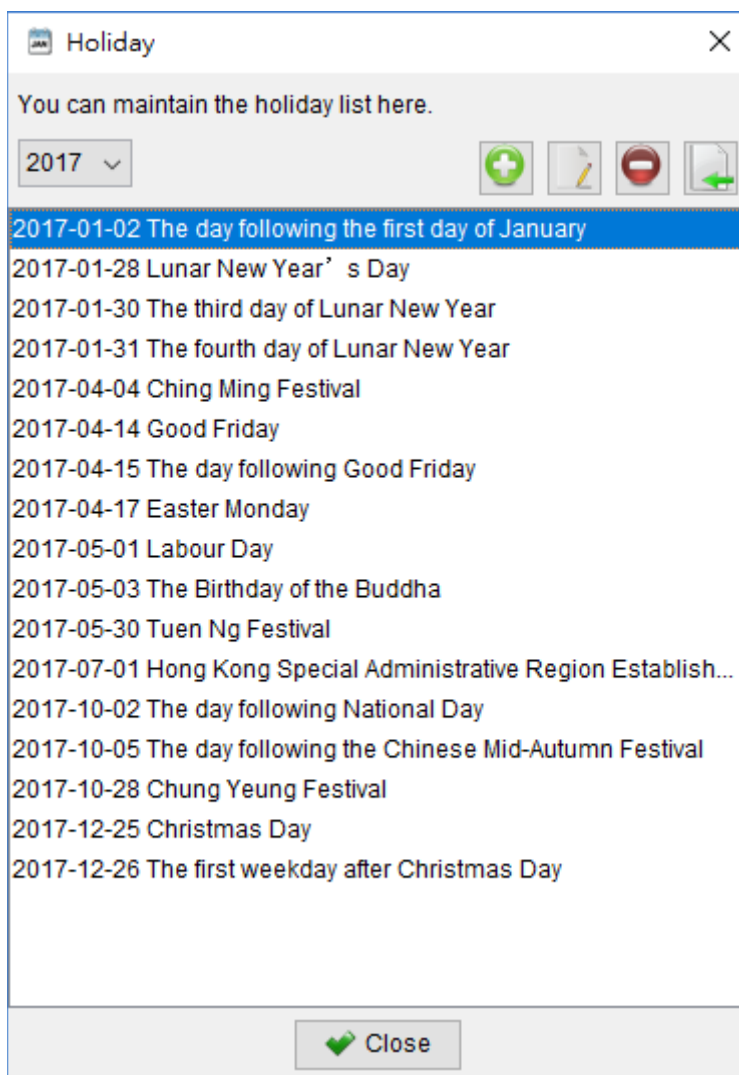 Holiday
You can maintain the holiday list here.
2017
2017-01-02 The day following the first day of January
2017-01-28 Lunar New Year’s Day
2017-01-30 The third day of Lunar New Year
2017-01-31 The fourth day of Lunar New Year
2017-04-04 Ching Ming Festival
2017-04-14 Good Friday
2017-04-15 The day following Good Friday
2017-04-17 Easter Monday
2017-05-01 Labour Day
2017-05-03 The Birthday of the Buddha
2017-05-30 Tuen Ng Festival
2017-07-01 Hong Kong Special Administrative Region Establish...
2017-10-02 The day following National Day
2017-10-05 The day following the Chinese Mid-Autumn Festival
2017-10-28 Chung Yeung Festival
2017-12-25 Christmas Day
2017-12-26 The first weekday after Christmas Day
Close